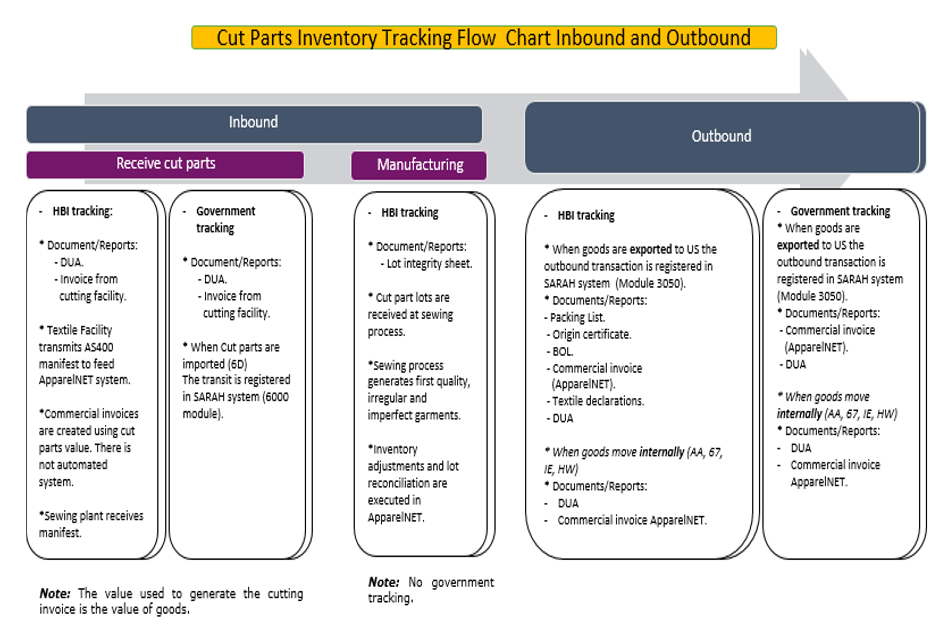 Cut Parts Inventory Tracking Flow  Chart Inbound and Outbound
Inbound
Outbound
Receive cut parts
Manufacturing
- HBI tracking:
* Document/Reports:
- DUA.
- Invoice from
cutting facility.
* Textile Facility
transmits AS400
manifest to feed
ApparelNET system.
*Commercial invoices
are created using cut
parts value. There is
not automated
system.
*Sewing plant receives
manifest.
- Government
tracking
* Document/Reports:
- DUA.
- Invoice from
cutting facility.
* When Cut parts are
imported (6D)
The transit is registered
in SARAH system (6000
module).
- HBI tracking
* Document/Reports:
- Lot integrity sheet.
* Cut part lots are
received at sewing
process.
*Sewing process
generates first quality,
irregular and
imperfect garments.
*Inventory
adjustments and lot
reconciliation are
executed in
ApparelNET.
- HBI tracking
* When goods are exported to US the
outbound transaction is registered in
SARAH system (Module 3050).
* Documents/Reports:
- Packing List.
- Origin certificate.
- BOL.
- Commercial invoice
(ApparelNET).
- Textile declarations.
- DUA
* When goods move internally (AA, 67,
IE, HW)
* Documents/Reports:
- DUA
- Commercial invoice ApparelNET.
- Government tracking
* When goods are
exported to US the
outbound transaction is
registered in SARAH system
(Module 3050).
* Documents/Reports:
- Commercial invoice
(ApparelNET).
- DUA
* When goods move
internally (AA, 67, IE, HW)
* Documents/Reports:
- DUA
- Commercial invoice
ApparelNET.
Note: The value used to generate the cutting
invoice is the value of goods.
Note: No government
tracking.